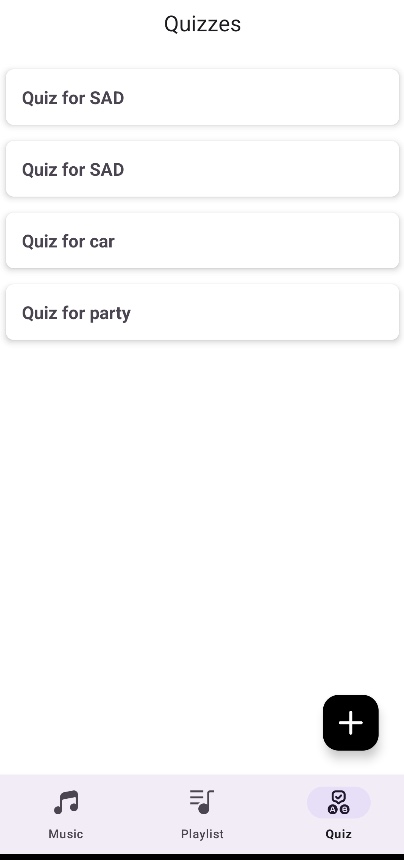 Quizzes
Quiz for SAD
Quiz for SAD
Quiz for car
Quiz for party
A B
Music
Playlist
Quiz